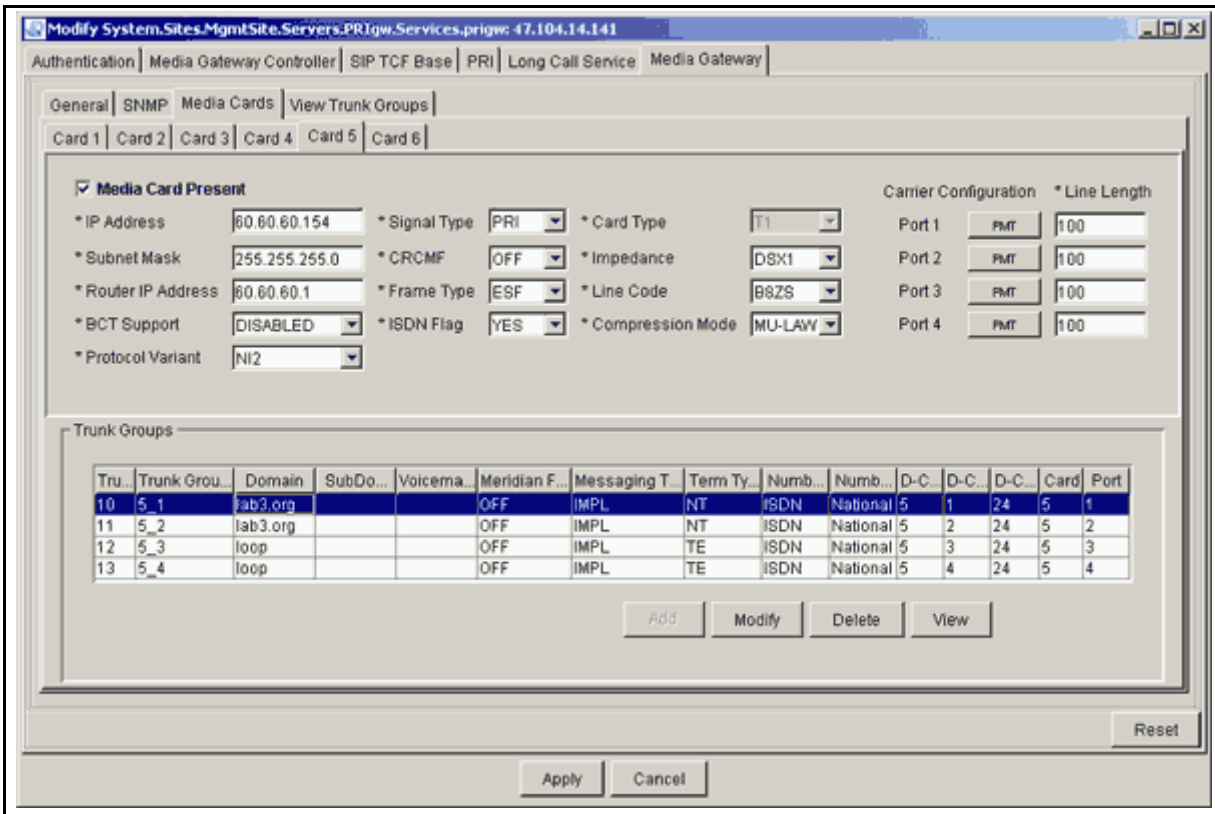 Modify System.Sites.MgmtSite.Servers.PRIgw.Services.prigw: 47.104.14.141
Authentication Media Gateway Controller SIP TCF Base PRI Long Call Service Media Gateway
General SNMP Media Cards View Trunk Groups
Card 1 Card 2 Card 3 Card 4 Card 5 Card 6
Media Card Present Carrier Configuration * Line Length
* IP Address 60.60.60.154 * Signal Type PRI * Card Type T1 Port 1 PMT 100
* Subnet Mask 255.255.255.0 * CRCMF OFF * Impedance DSX1 Port 2 PMT 100
* Router IP Address 60.60.60.1 * Frame Type ESF * Line Code B8ZS Port 3 PMT 100
* BCT Support DISABLED * ISDN Flag YES * Compression Mode MU-LAW Port 4 PMT 100
* Protocol Variant NI2
Trunk Groups
Tru... Trunk Grou... Domain SubDo... Voicema... Meridian F... Messaging T... Term Ty... Numb... Numb... D-C... D-C... D-C... Card Port
10 5_1 lab3.org OFF IMPL NT ISDN National 5 1 24 5 1
11 5_2 lab3.org OFF IMPL NT ISDN National 5 2 24 5 2
12 5_3 loop OFF IMPL TE ISDN National 5 3 24 5 3
13 5_4 loop OFF IMPL TE ISDN National 5 4 24 5 4
Add Modify Delete View
Reset
Apply Cancel